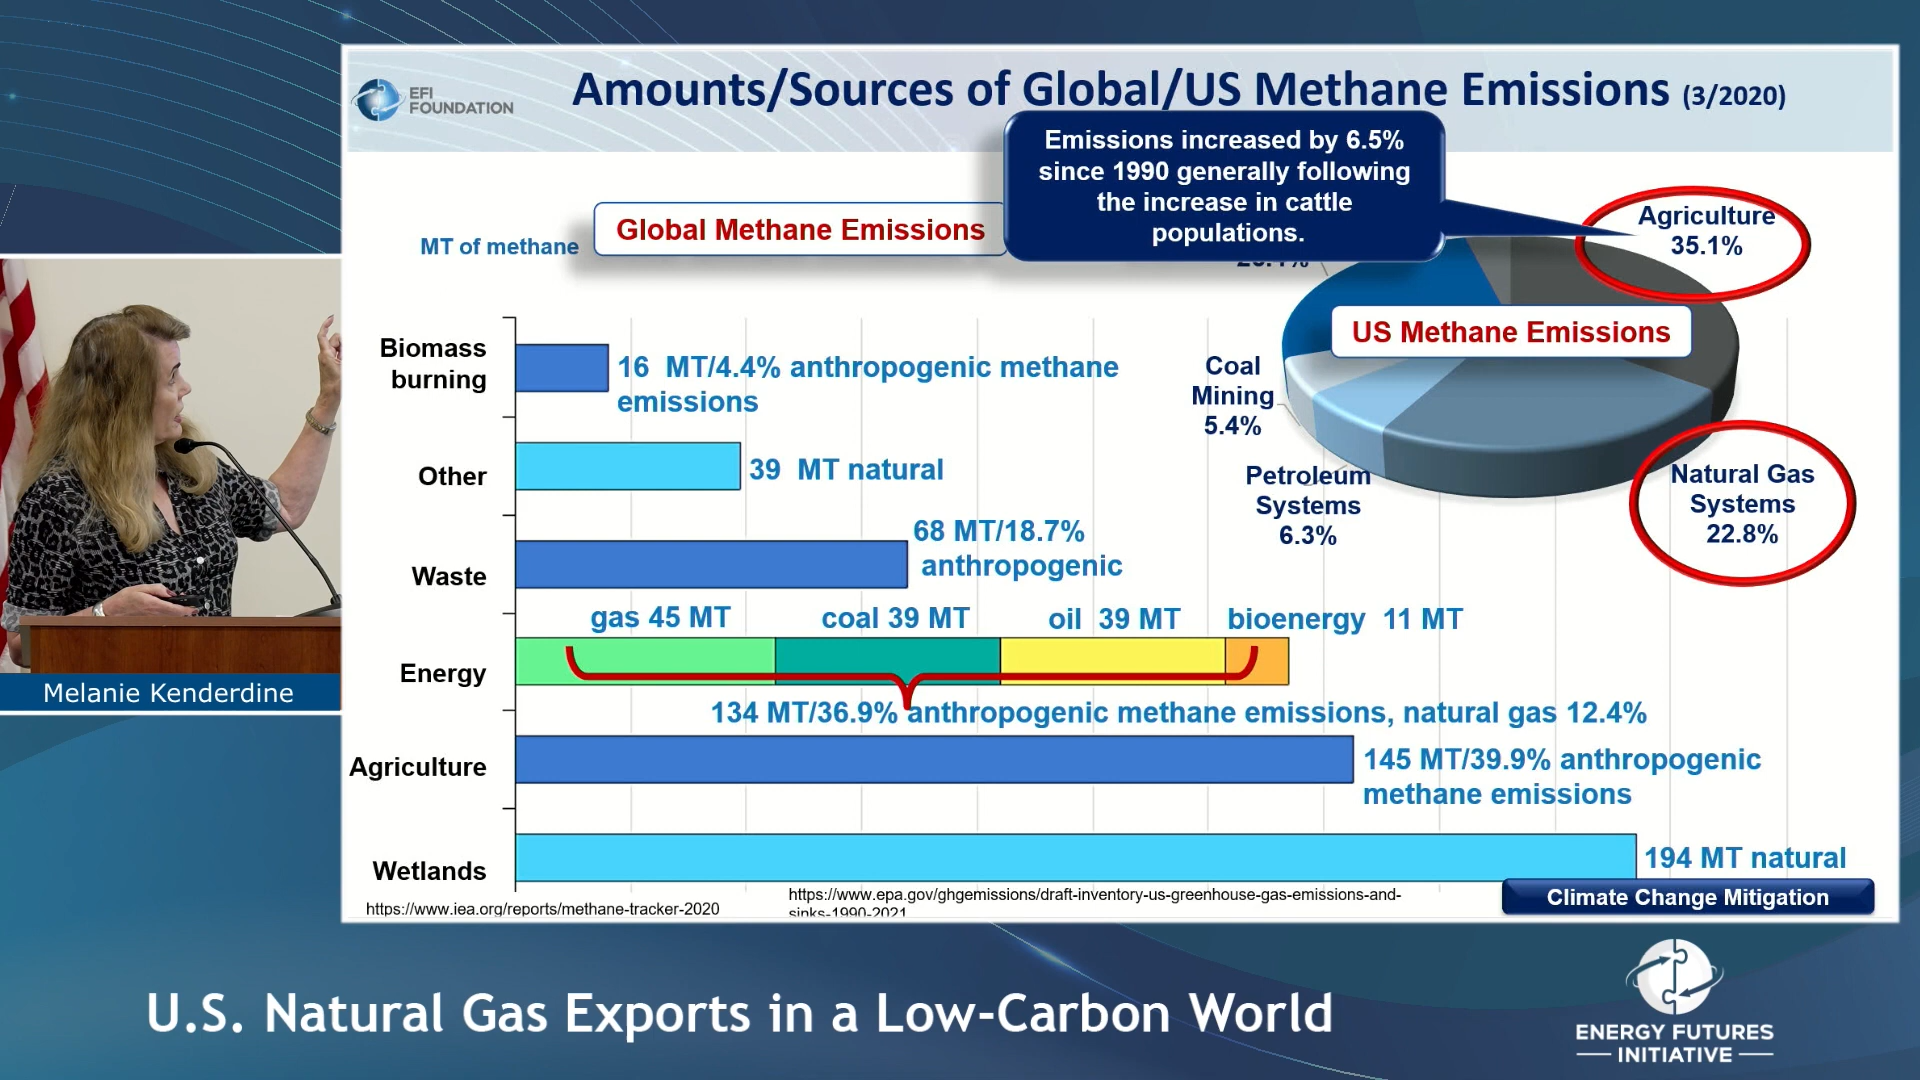 EFI
FOUNDATION
Amounts/Sources of Global/US Methane Emissions (3/2020)
Emissions increased by 6.5%
since 1990 generally following
the increase in cattle
populations.
Global Methane Emissions
MT of methane
Agriculture
35.1%
US Methane Emissions
Coal
Mining
5.4%
Petroleum
Systems
6.3%
Natural Gas
Systems
22.8%
Biomass
burning
16 MT/4.4% anthropogenic methane
emissions
Other
39 MT natural
Waste
68 MT/18.7%
anthropogenic
gas 45 MT
coal 39 MT
oil 39 MT
bioenergy 11 MT
Energy
134 MT/36.9% anthropogenic methane emissions, natural gas 12.4%
Agriculture
145 MT/39.9% anthropogenic
methane emissions
Wetlands
194 MT natural
https://www.iea.org/reports/methane-tracker-2020
https://www.epa.gov/ghgemissions/draft-inventory-us-greenhouse-gas-emissions-and-
sinks-1990-2021
Climate Change Mitigation
Melanie Kenderdine
U.S. Natural Gas Exports in a Low-Carbon World
ENERGY FUTURES
INITIATIVE